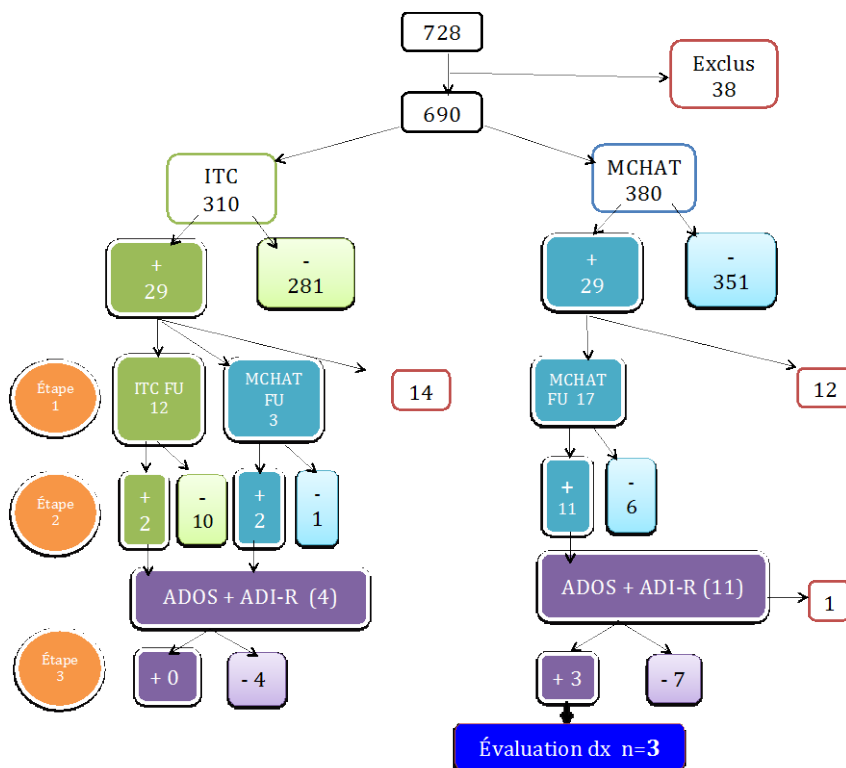 728
Exclus
38
690
ITC
310
MCHAT
380
+
29
-
281
+
29
-
351
Étape
1
ITC FU
12
MCHAT
FU
3
14
MCHAT
FU 17
12
Étape
2
+
2
-
10
+
2
-
1
+
11
-
6
ADOS + ADI-R (4)
ADOS + ADI-R (11)
1
Étape
3
+ 0
- 4
+ 3
- 7
Évaluation dx n=3